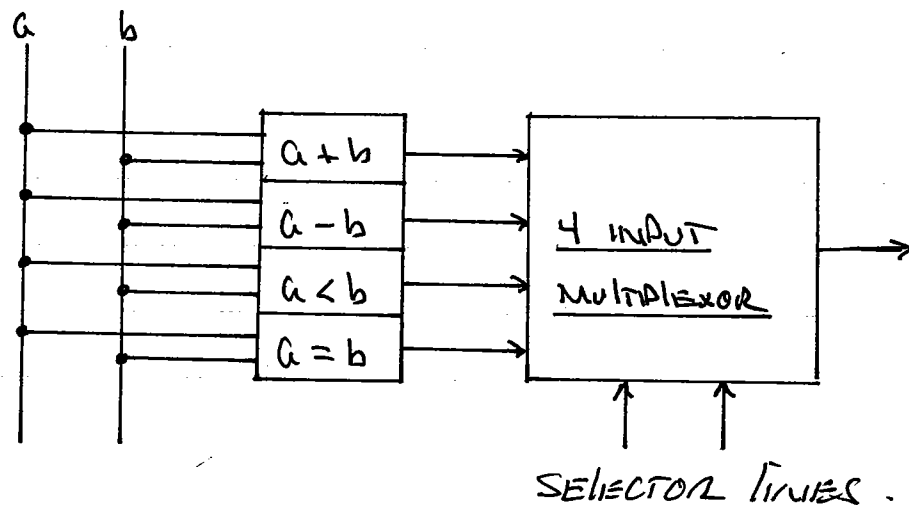 a b
a + b
a - b
a < b
a = b
4 INPUT
MULTIPLEXOR
SELECTOR LINES.